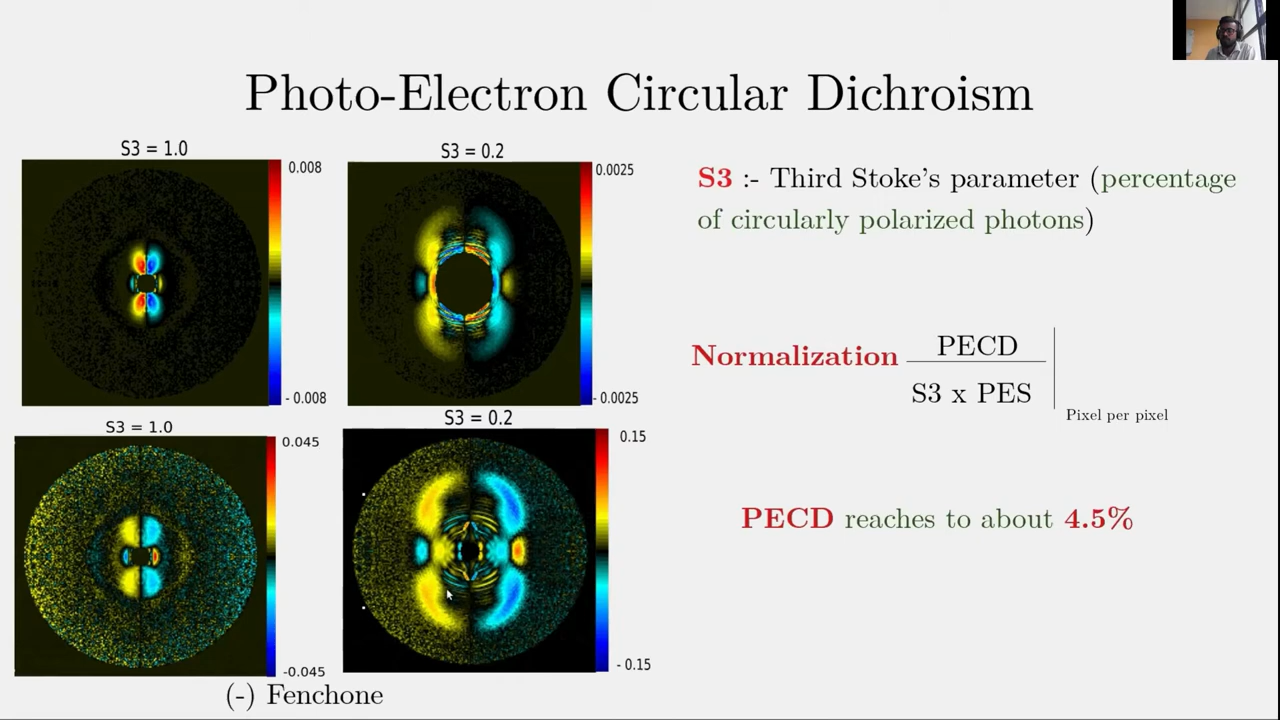 Photo-Electron Circular Dichroism
S3 = 1.0
0.008
- 0.008
S3 = 0.2
0.0025
- 0.0025
S3 = 1.0
0.045
-0.045
S3 = 0.2
0.15
- 0.15
(-) Fenchone
S3 :- Third Stoke's parameter (percentage
of circularly polarized photons)
Normalization PECD
S3 x PES
Pixel per pixel
PECD reaches to about 4.5%